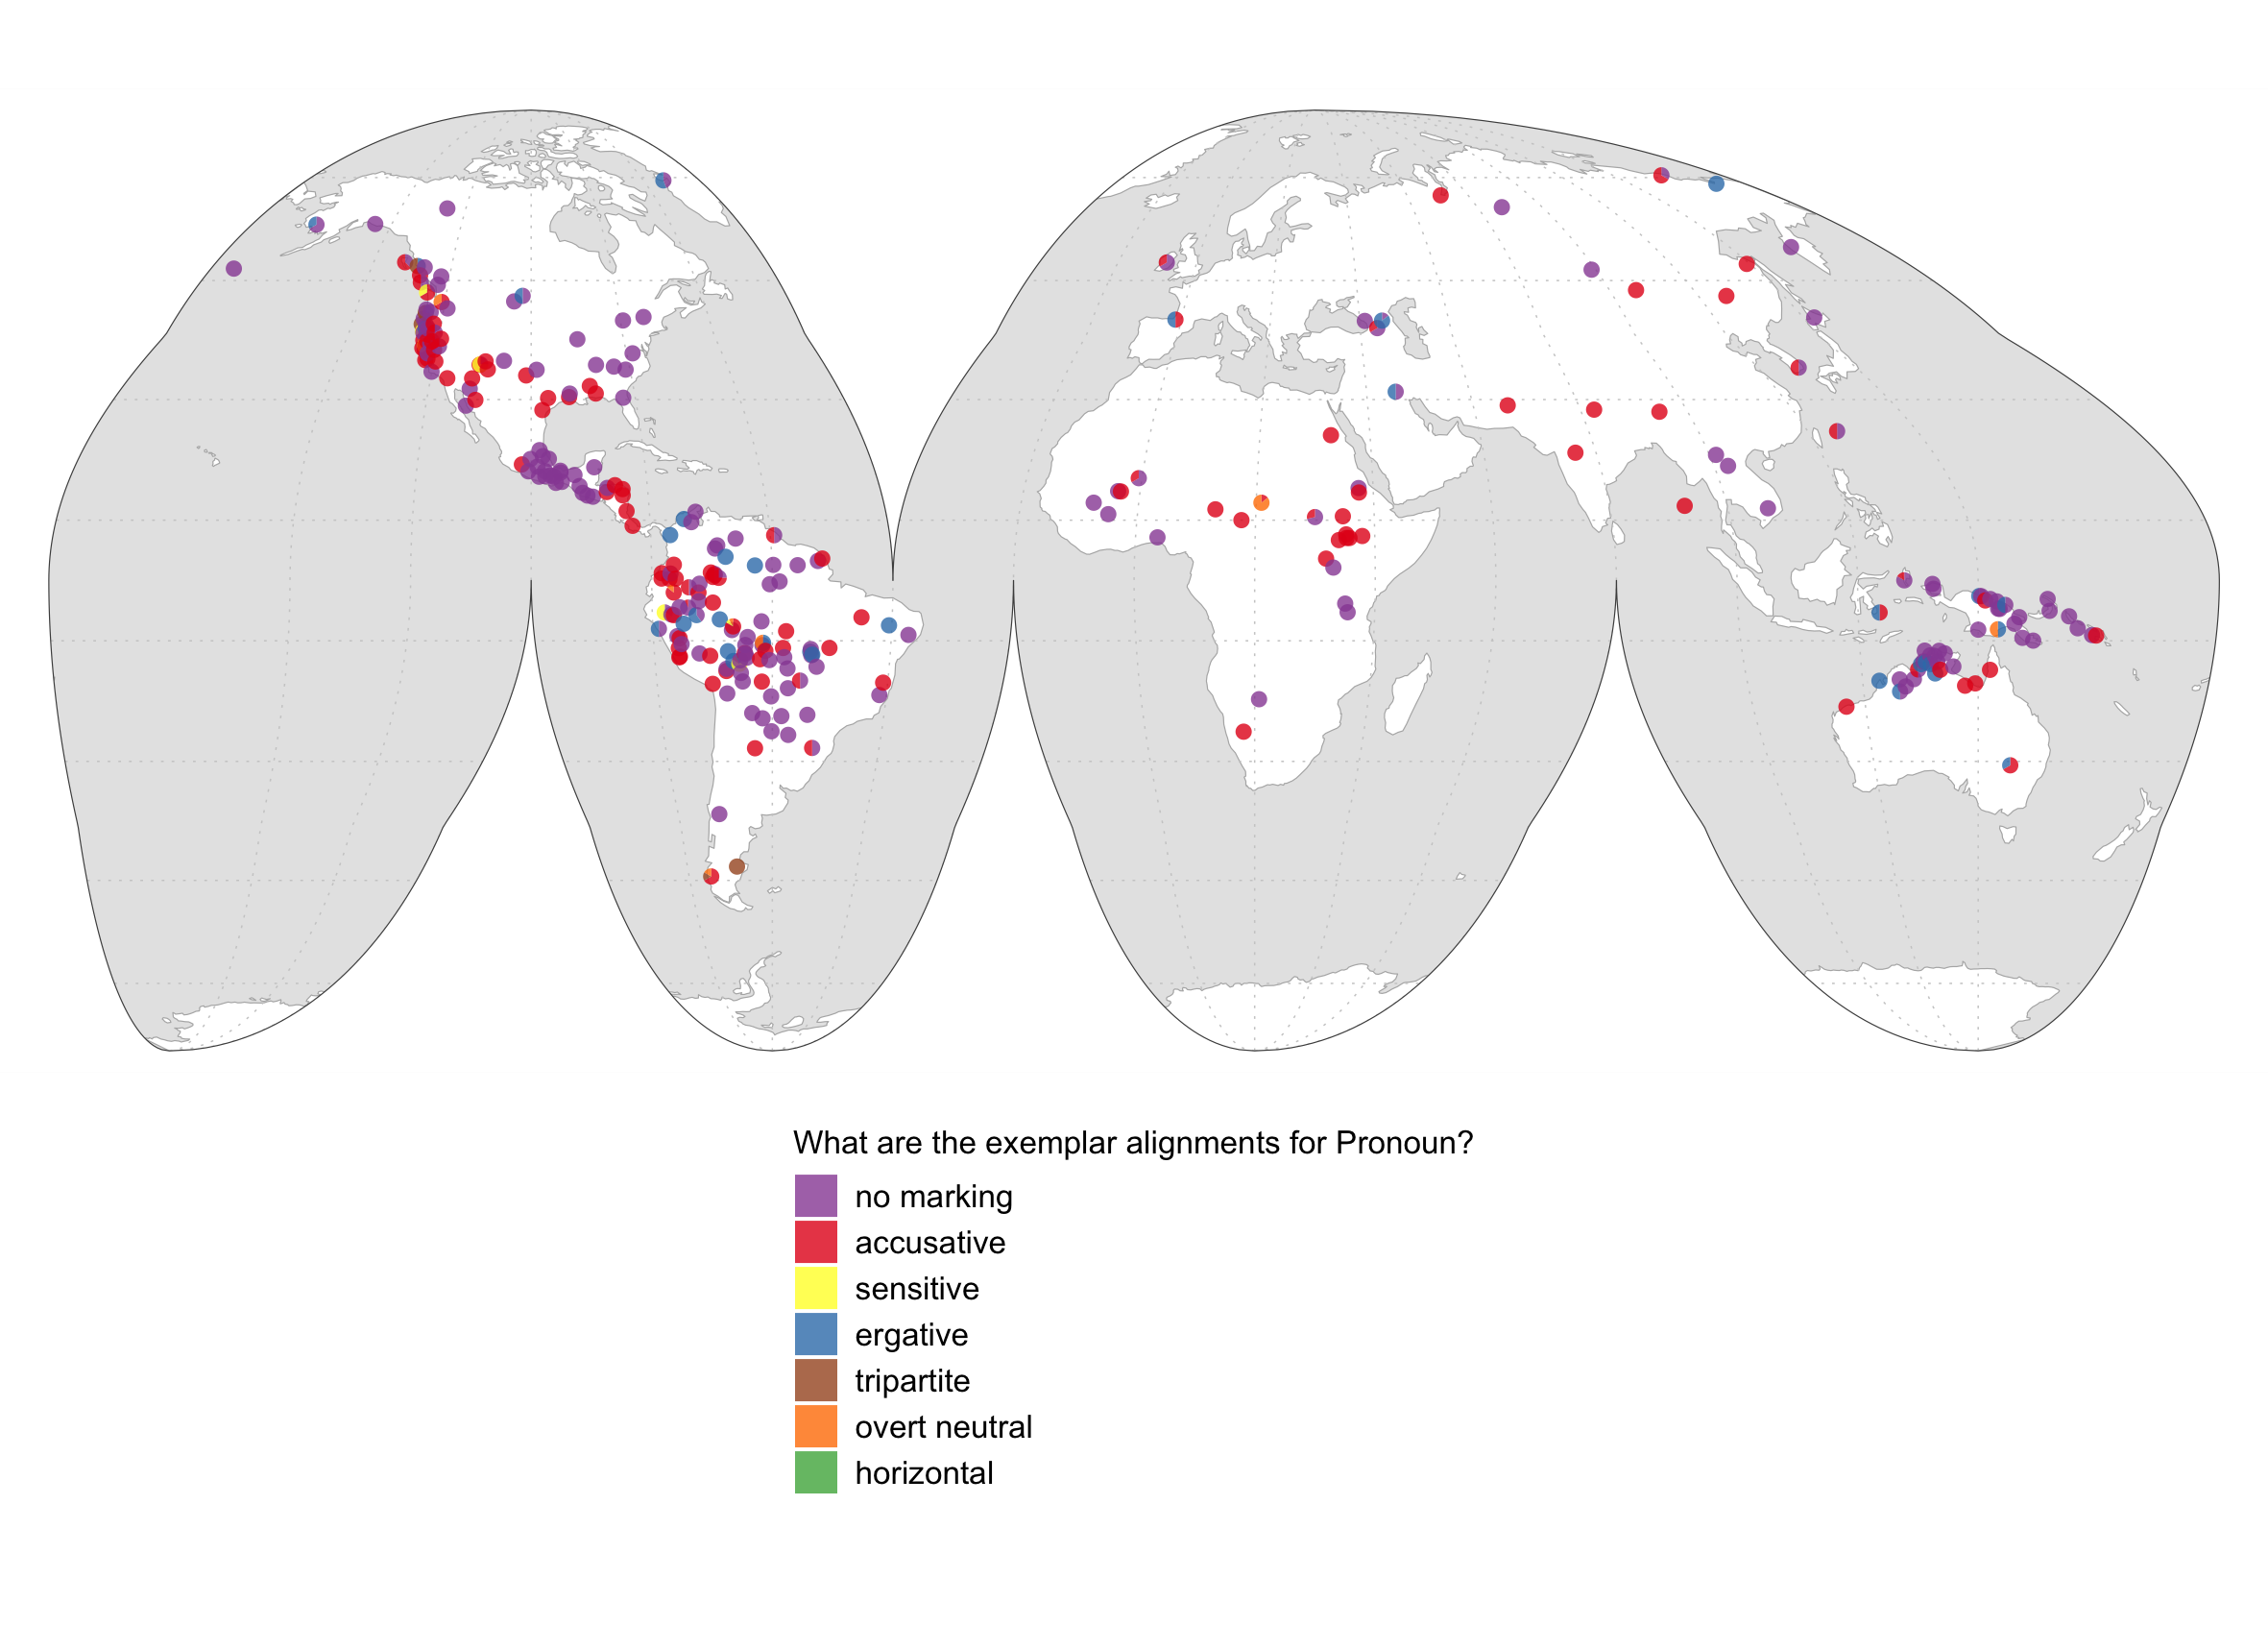 What are the exemplar alignments for Pronoun?
no marking
accusative
sensitive
ergative
tripartite
overt neutral
horizontal